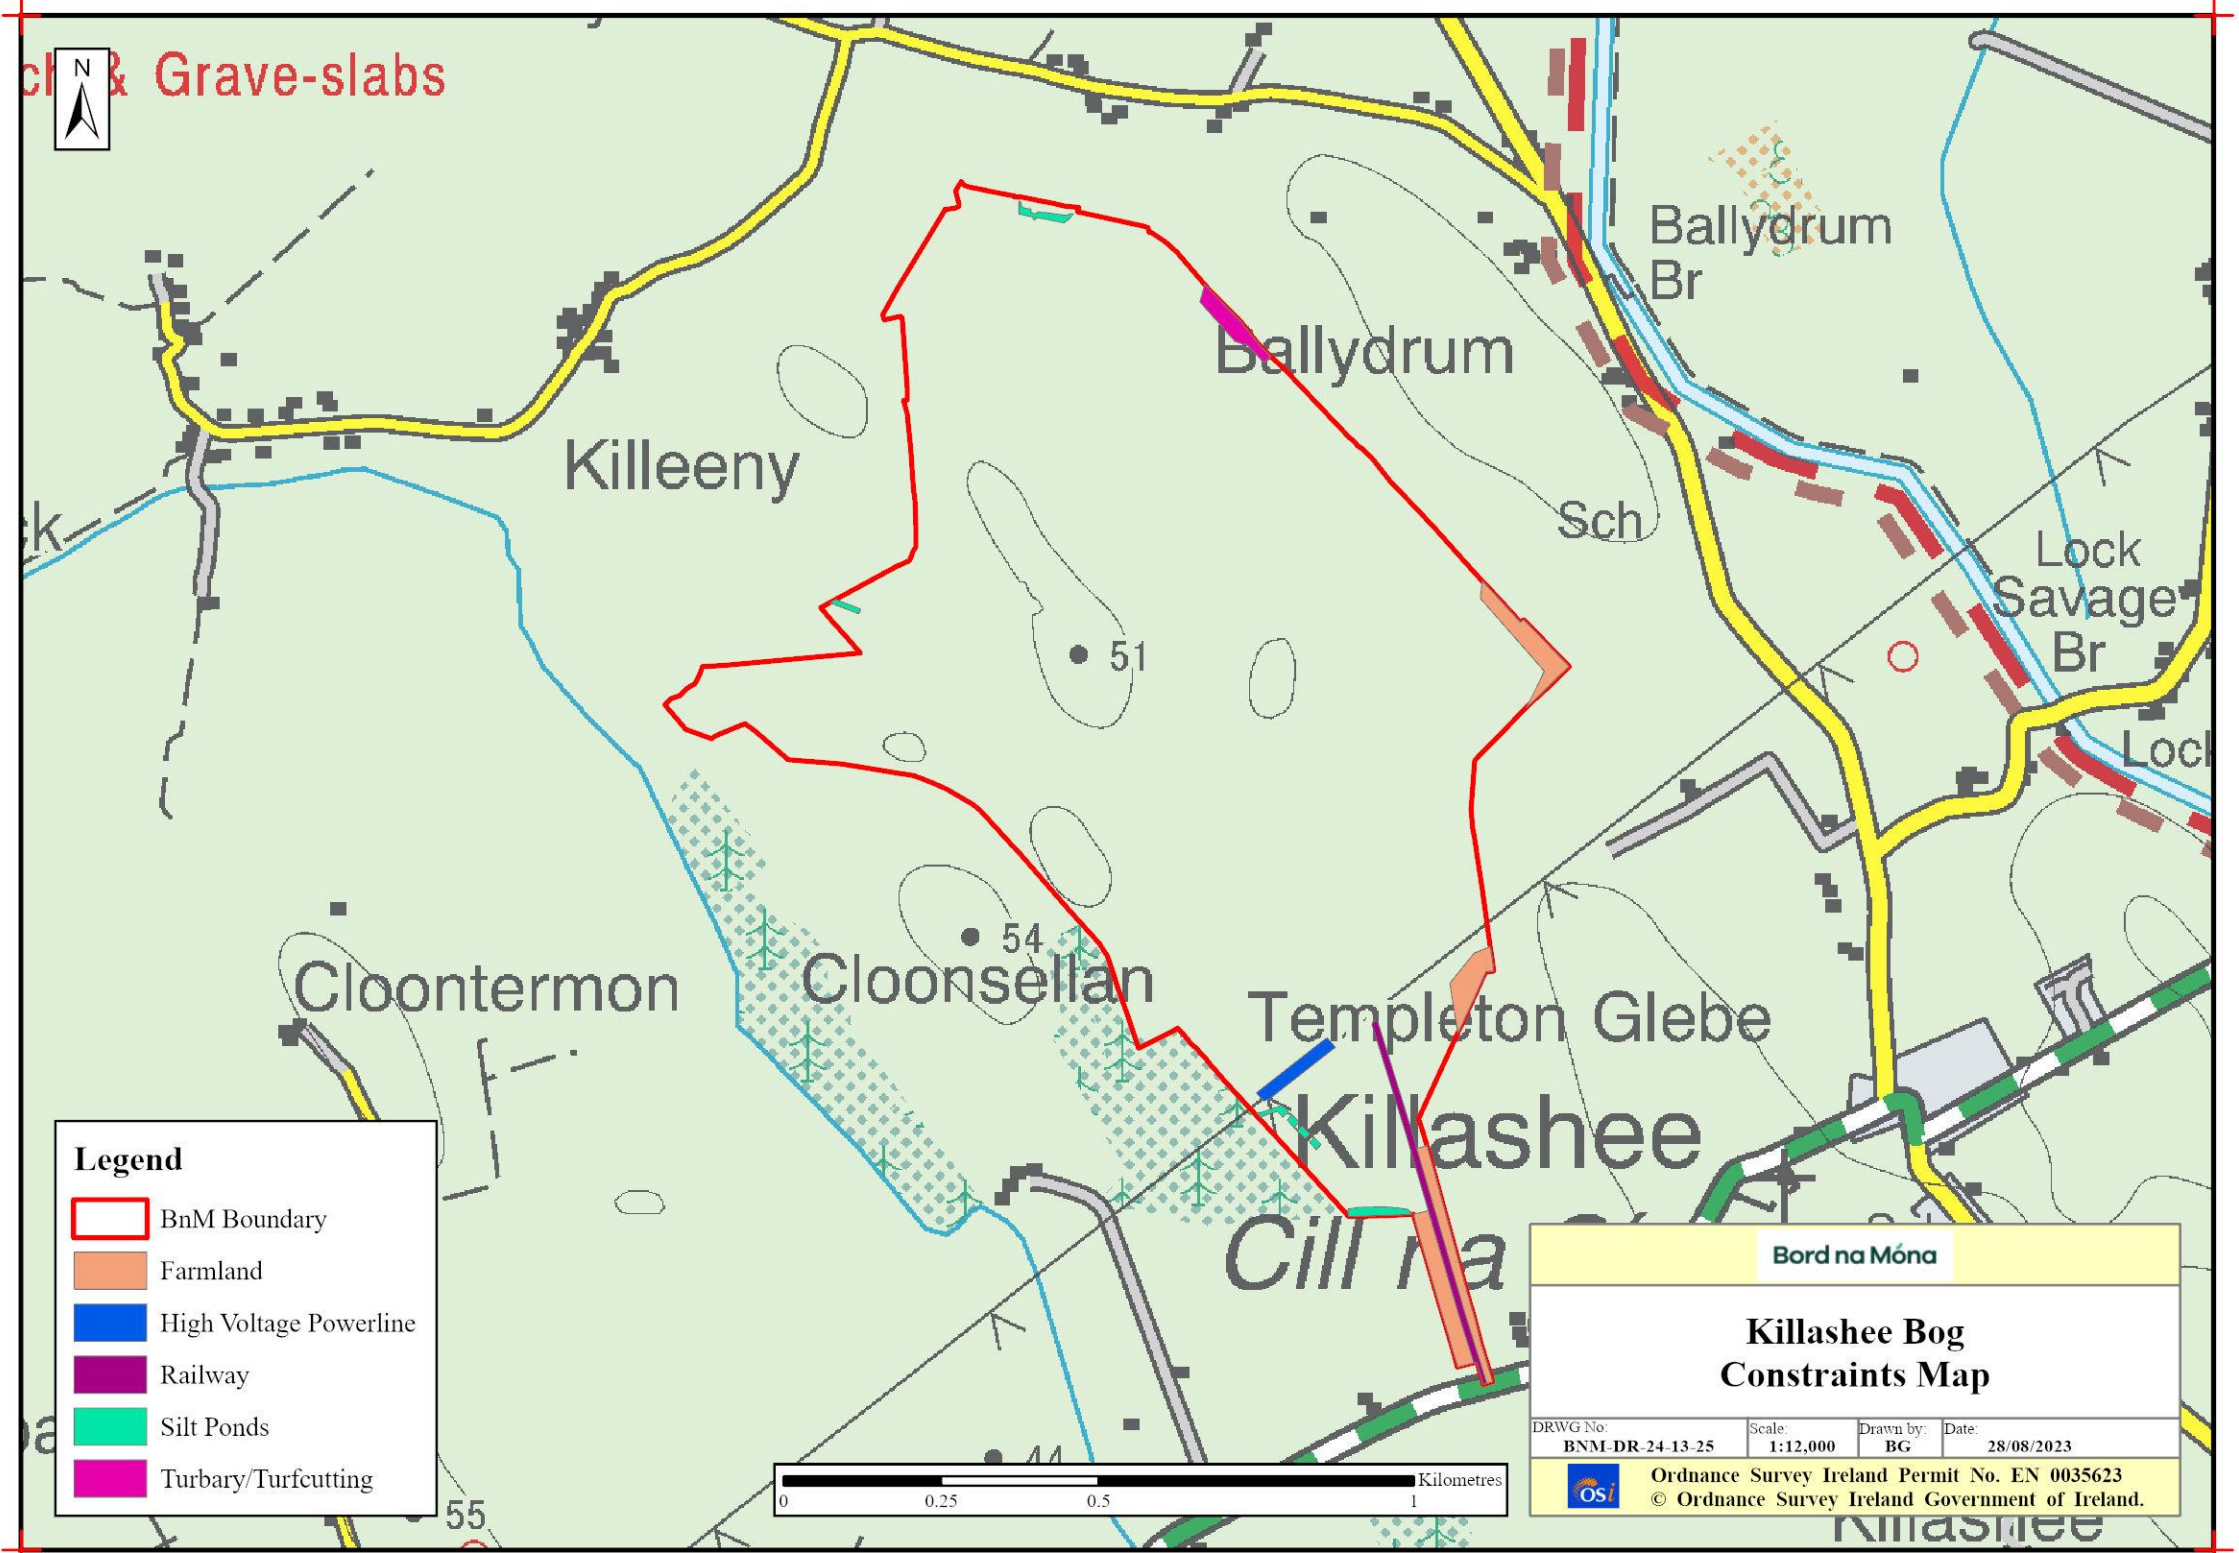 N
& Grave-slabs
Ballydrum
Br
Ballydrum
Killeeny
Sch
Lock
Savage
Br
51
Lock
54
Cloonsellan
Cloontermon
Templeton Glebe
Killashee
Cill na
Legend
BnM Boundary
Farmland
High Voltage Powerline
Railway
Silt Ponds
Turbary/Turfcutting
44
55
Kilometres
0 0.25 0.5 1
Bord na Móna
Killashee Bog
Constraints Map
DRWG No: Scale: Drawn by: Date:
BNM-DR-24-13-25 1:12,000 BG 28/08/2023
OSi
Ordnance Survey Ireland Permit No. EN 0035623
© Ordnance Survey Ireland Government of Ireland.
Killashee